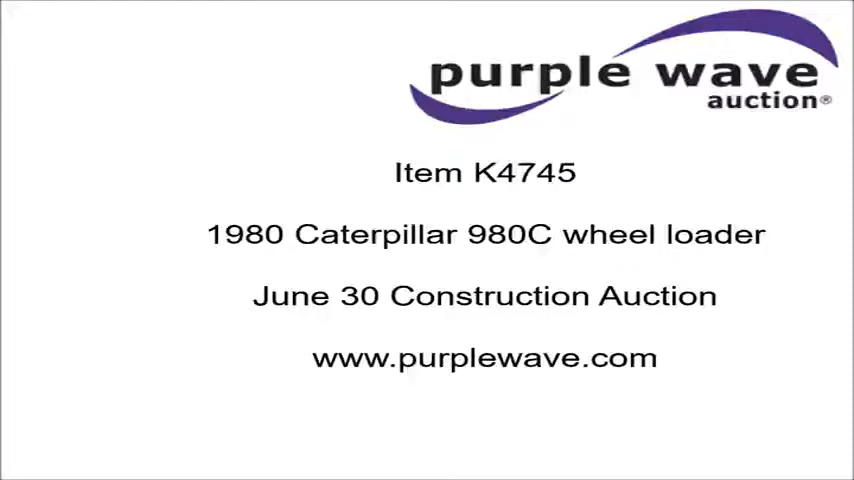 purple wave
auction®
Item K4745
1980 Caterpillar 980C wheel loader
June 30 Construction Auction
www.purplewave.com